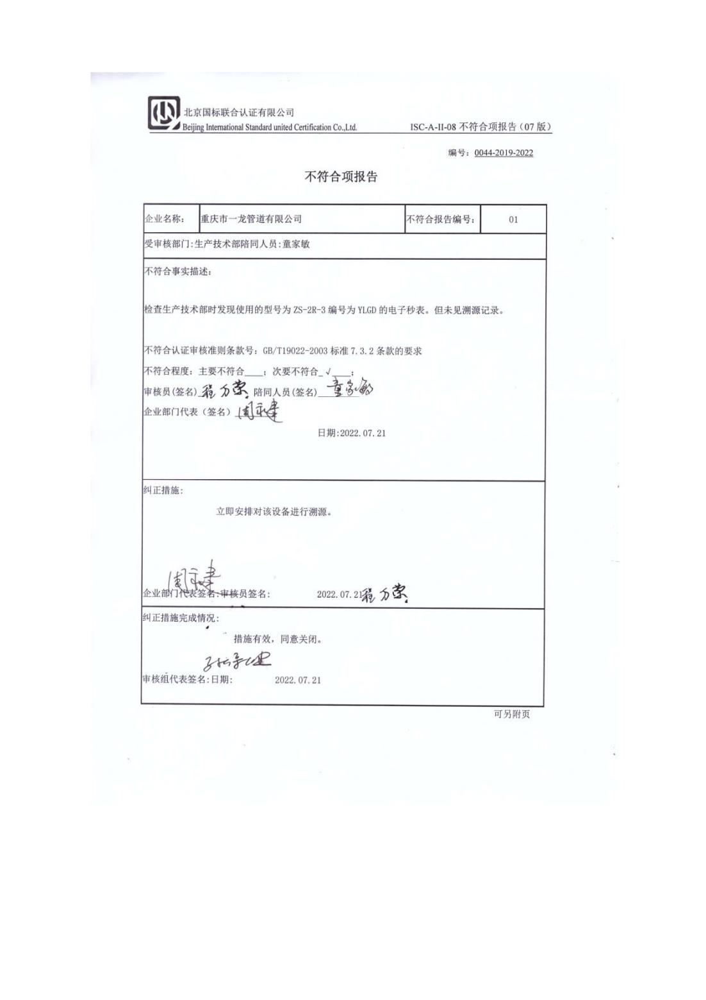 北京国标联合认证有限公司
Beijing International Standard united Certification Co.,Ltd.
ISC-A-II-08 不符合项报告（07 版）
编号：0044-2019-2022
不符合项报告
企业名称： 重庆市一龙管道有限公司 不符合报告编号： 01
受审核部门:生产技术部陪同人员:童家敏
不符合事实描述：
检查生产技术部时发现使用的型号为 ZS-2R-3 编号为 YLGD 的电子秒表。但未见溯源记录。
不符合认证审核准则条款号：GB/T19022-2003 标准 7.3.2 条款的要求
不符合程度：主要不符合____；次要不符合_√____；
审核员(签名) 程万荣 陪同人员(签名) 童家敏
企业部门代表（签名）
日期:2022.07.21
纠正措施：
立即安排对该设备进行溯源。
企业部门代表签名:审核员签名： 2022.07.21 程万荣
纠正措施完成情况：
措施有效，同意关闭。
审核组代表签名:日期： 2022.07.21
可另附页